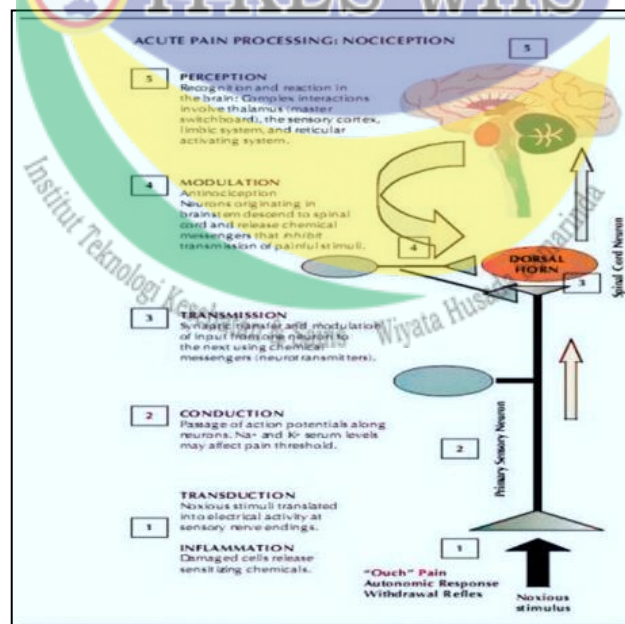 ACUTE PAIN PROCESSING: NOCICEPTION
5
5
PERCEPTION
Recognition and reaction in
the brain: Complex interactions
involve thalamus (master
switchboard), the sensory cortex,
limbic system, and reticular
activating system.
4
MODULATION
Antinociception
Neurons originating in
brainstem descend to spinal
cord and release chemical
messengers that inhibit
transmission of painful stimuli.
4
DORSAL
HORN
3
Spinal Cord Neuron
3
TRANSMISSION
Synaptic transfer and modulation
of input from one neuron to
the next using chemical
messengers (neurotransmitters).
2
CONDUCTION
Passage of action potentials along
neurons. Na+ and K+ serum levels
may affect pain threshold.
2
Primary Sensory Neuron
1
TRANSDUCTION
Noxious stimuli translated
into electrical activity at
sensory nerve endings.
INFLAMMATION
Damaged cells release
sensitizing chemicals.
1
"Ouch" Pain
Autonomic Response
Withdrawal Reflex
Noxious
stimulus
Institut Teknologi Wiyata